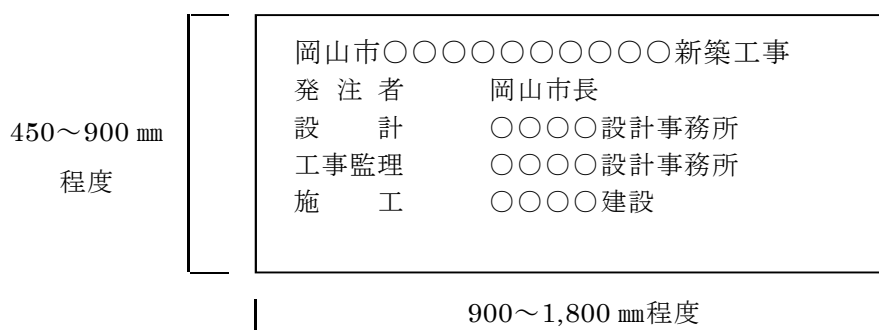 岡山市○○○○○○○○○○新築工事
発注者 岡山市長
設計 ○○○○設計事務所
工事監理 ○○○○設計事務所
施工 ○○○○建設
450～900 ㎜
程度
900～1,800 ㎜程度